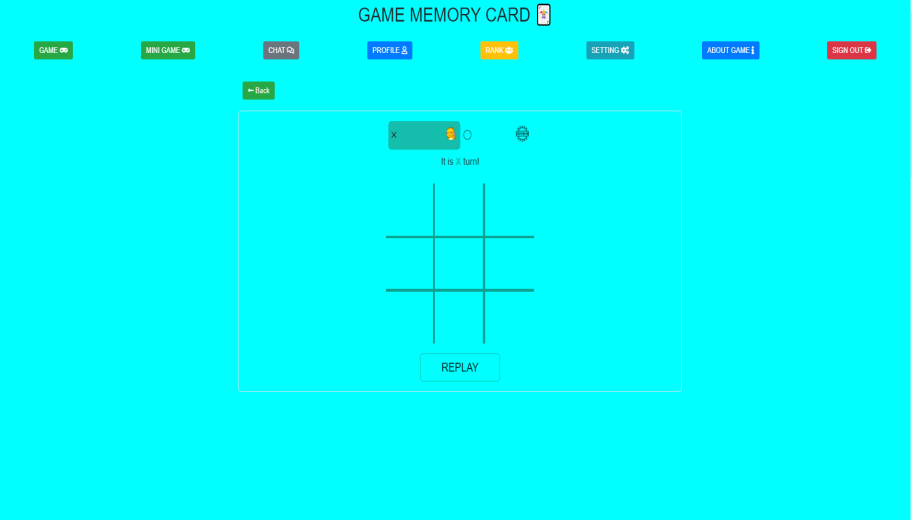 GAME MEMORY CARD
GAME
MINI GAME
CHAT
PROFILE
RANK
SETTING
ABOUT GAME
SIGN OUT
Back
X
O
It is X turn!
REPLAY